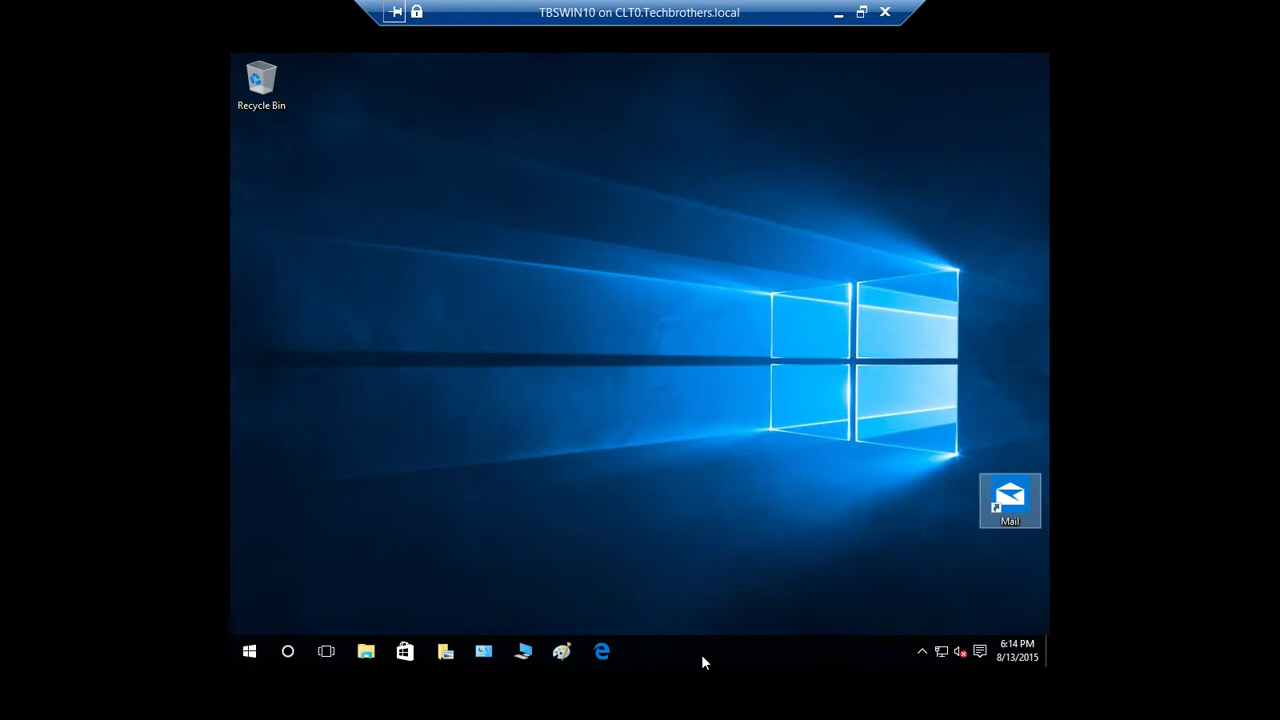 TBSWIN10 on CLT0.Techbrothers.local
Recycle Bin
Mail
6:14 PM
8/13/2015